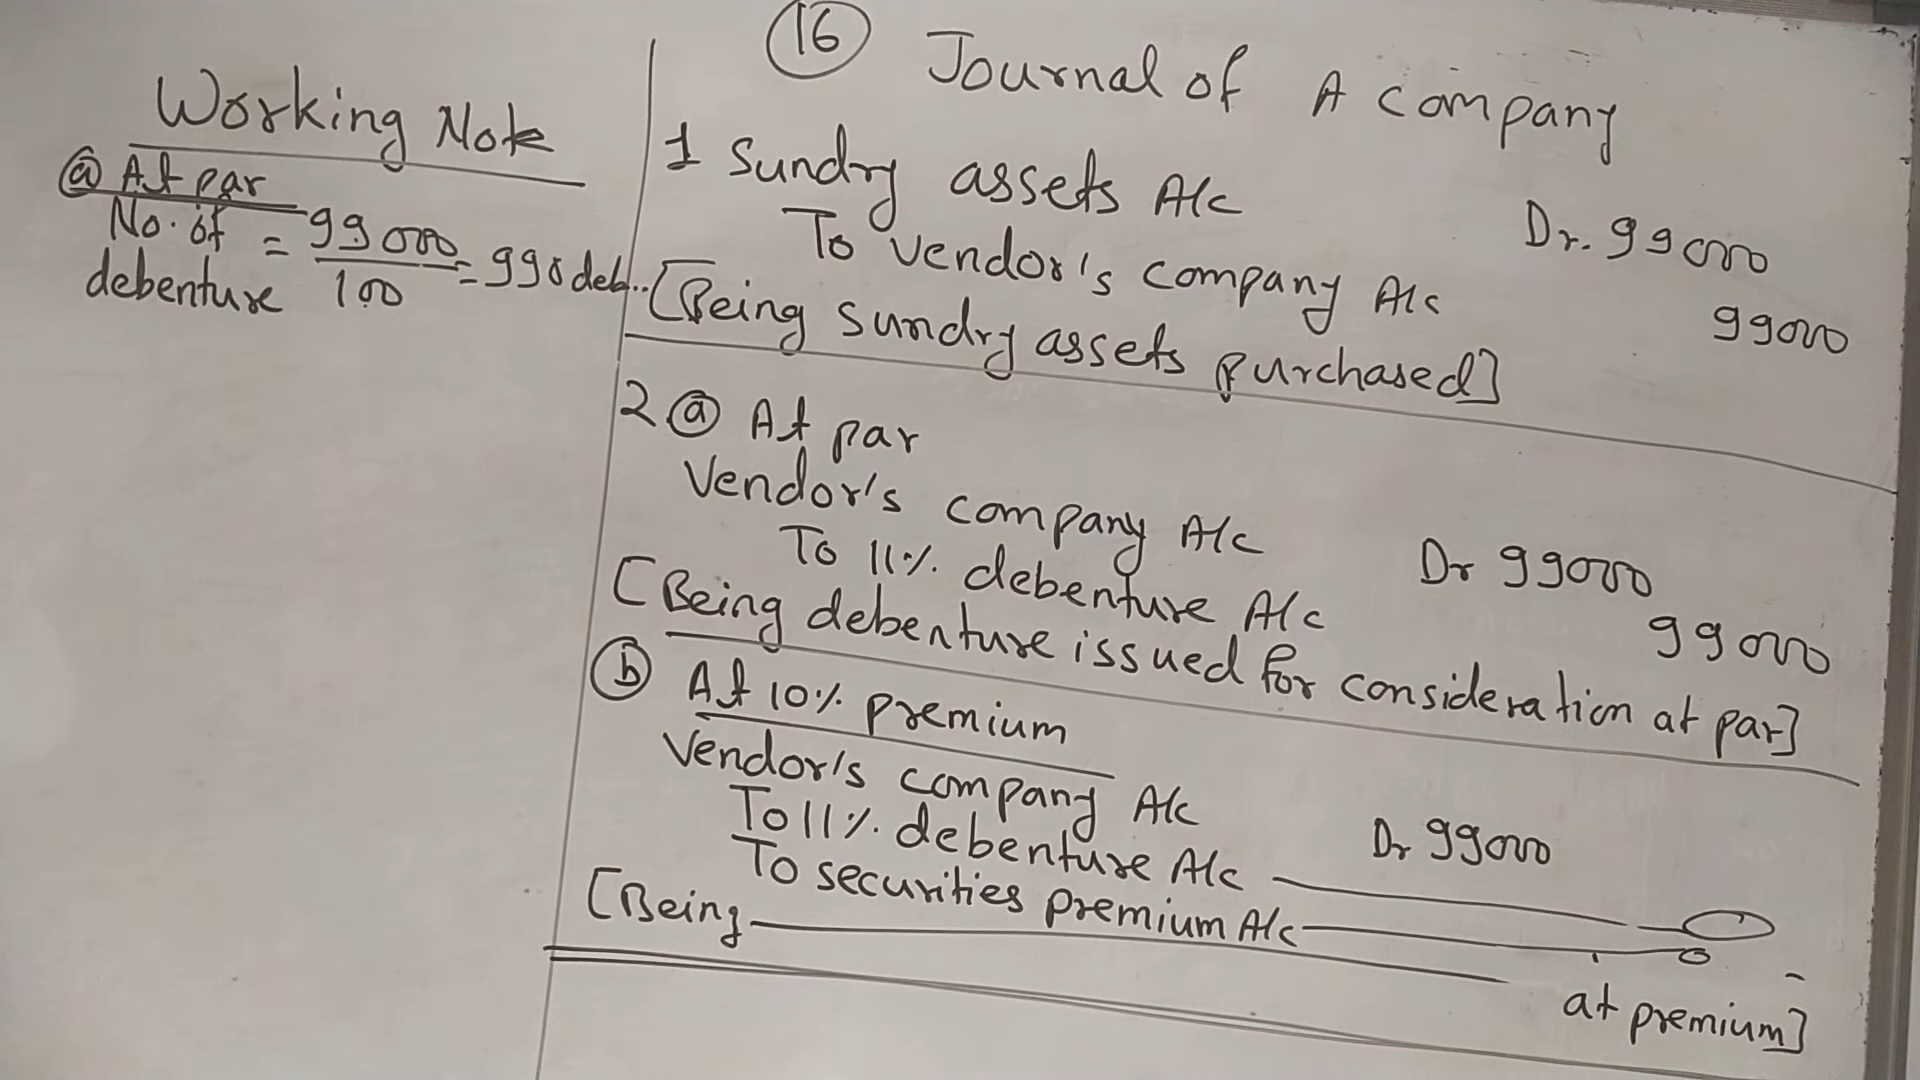 Working Note
ⓐ At par
No. of debenture = 99000 / 100 = 990 deb..
⑯ Journal of A company
1 Sundry assets A/c Dr. 99000
To vendor's company A/c 99000
[Being sundry assets purchased]
2 ⓐ At par
Vendor's company A/c Dr 99000
To 11% debenture A/c 99000
[Being debenture issued for consideration at par]
ⓑ At 10% premium
Vendor's company A/c Dr 99000
To 11% debenture A/c
To securities premium A/c
[Being at premium]